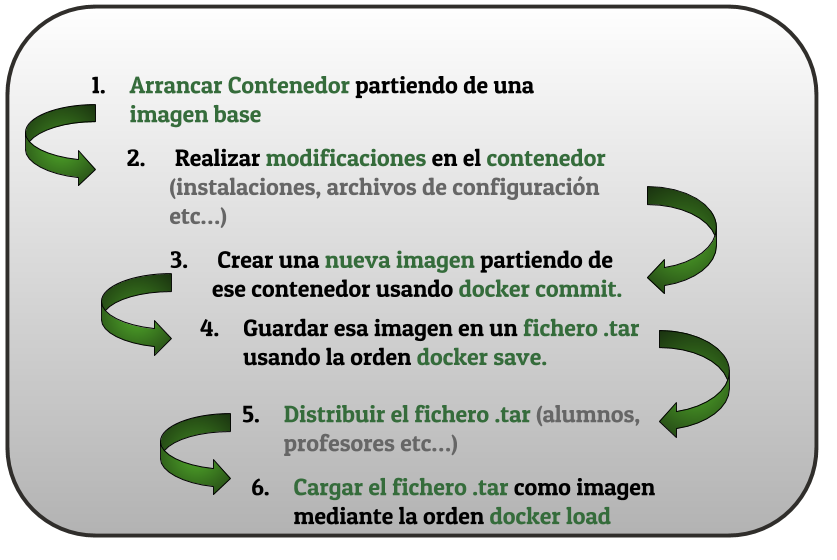 1. Arrancar Contenedor partiendo de una
imagen base
2. Realizar modificaciones en el contenedor
(instalaciones, archivos de configuración
etc...)
3. Crear una nueva imagen partiendo de
ese contenedor usando docker commit.
4. Guardar esa imagen en un fichero .tar
usando la orden docker save.
5. Distribuir el fichero .tar (alumnos,
profesores etc...)
6. Cargar el fichero .tar como imagen
mediante la orden docker load